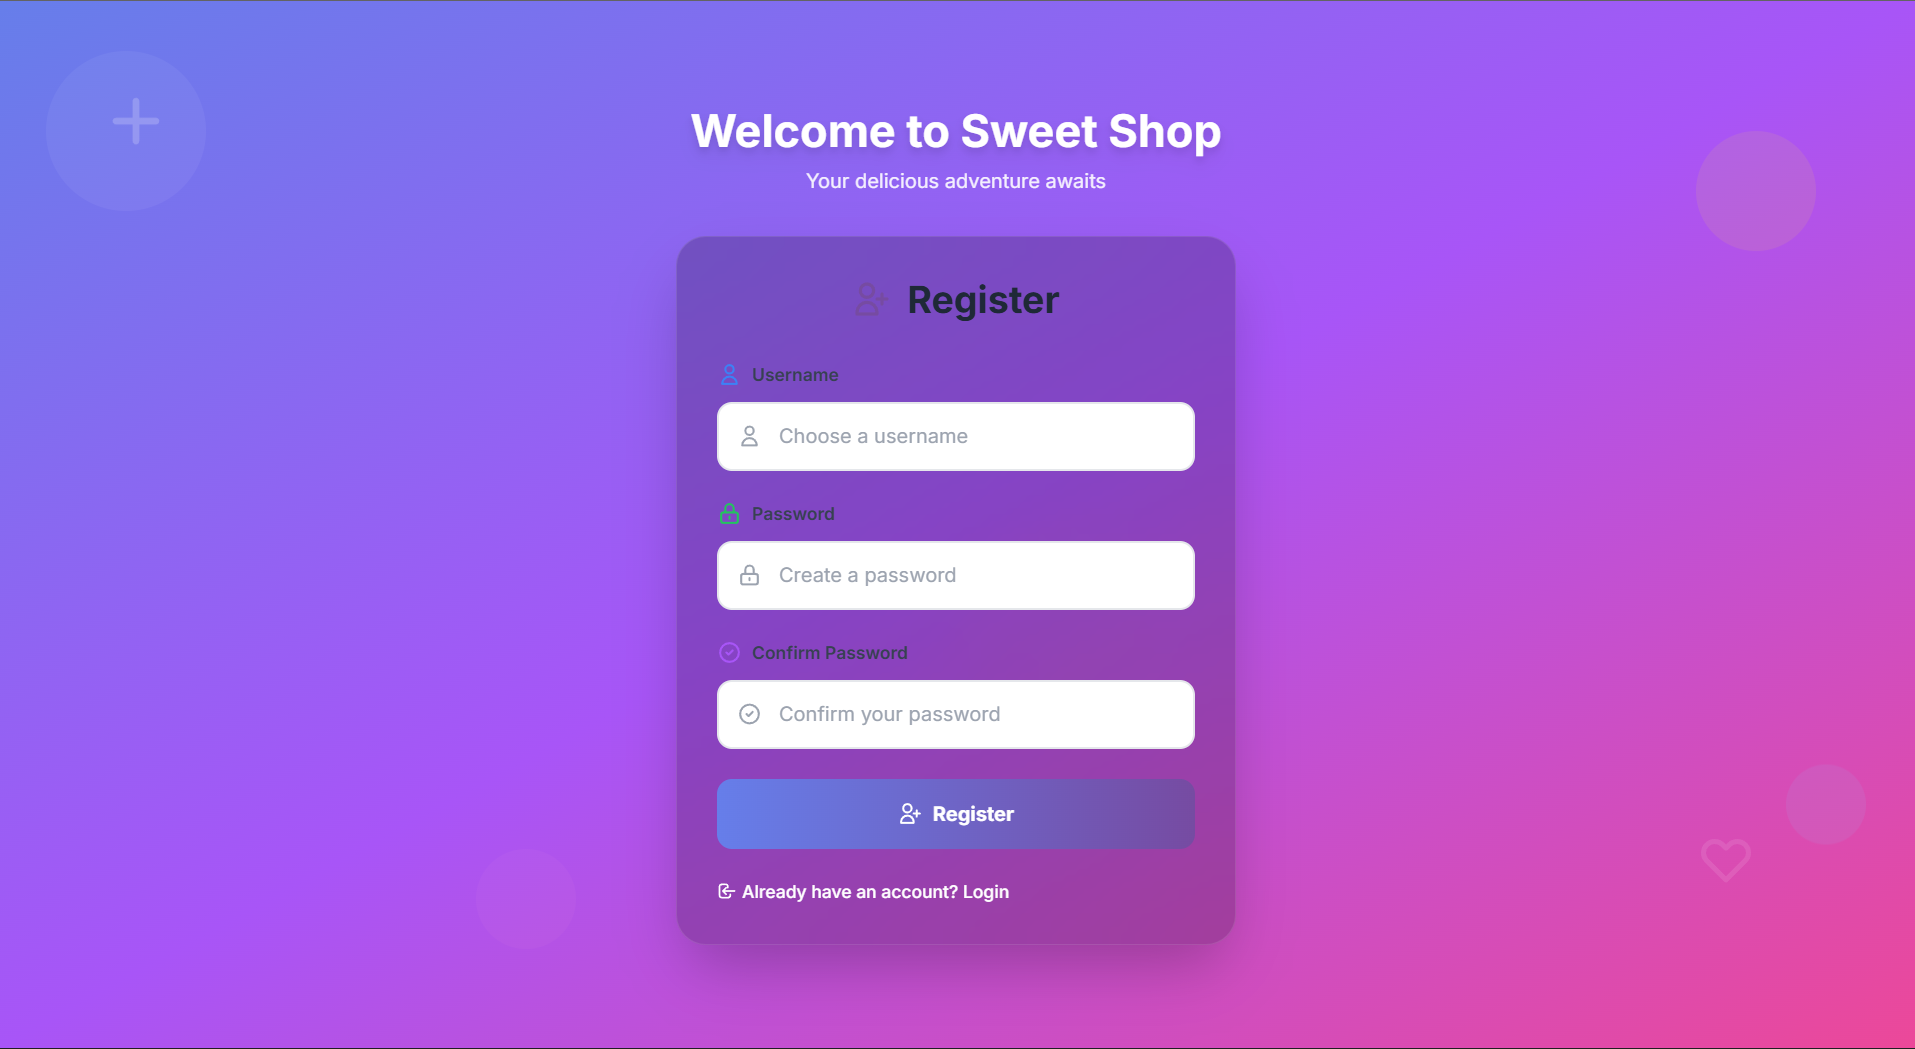 Welcome to Sweet Shop
Your delicious adventure awaits
Register
Username
Choose a username
Password
Create a password
Confirm Password
Confirm your password
Register
Already have an account? Login